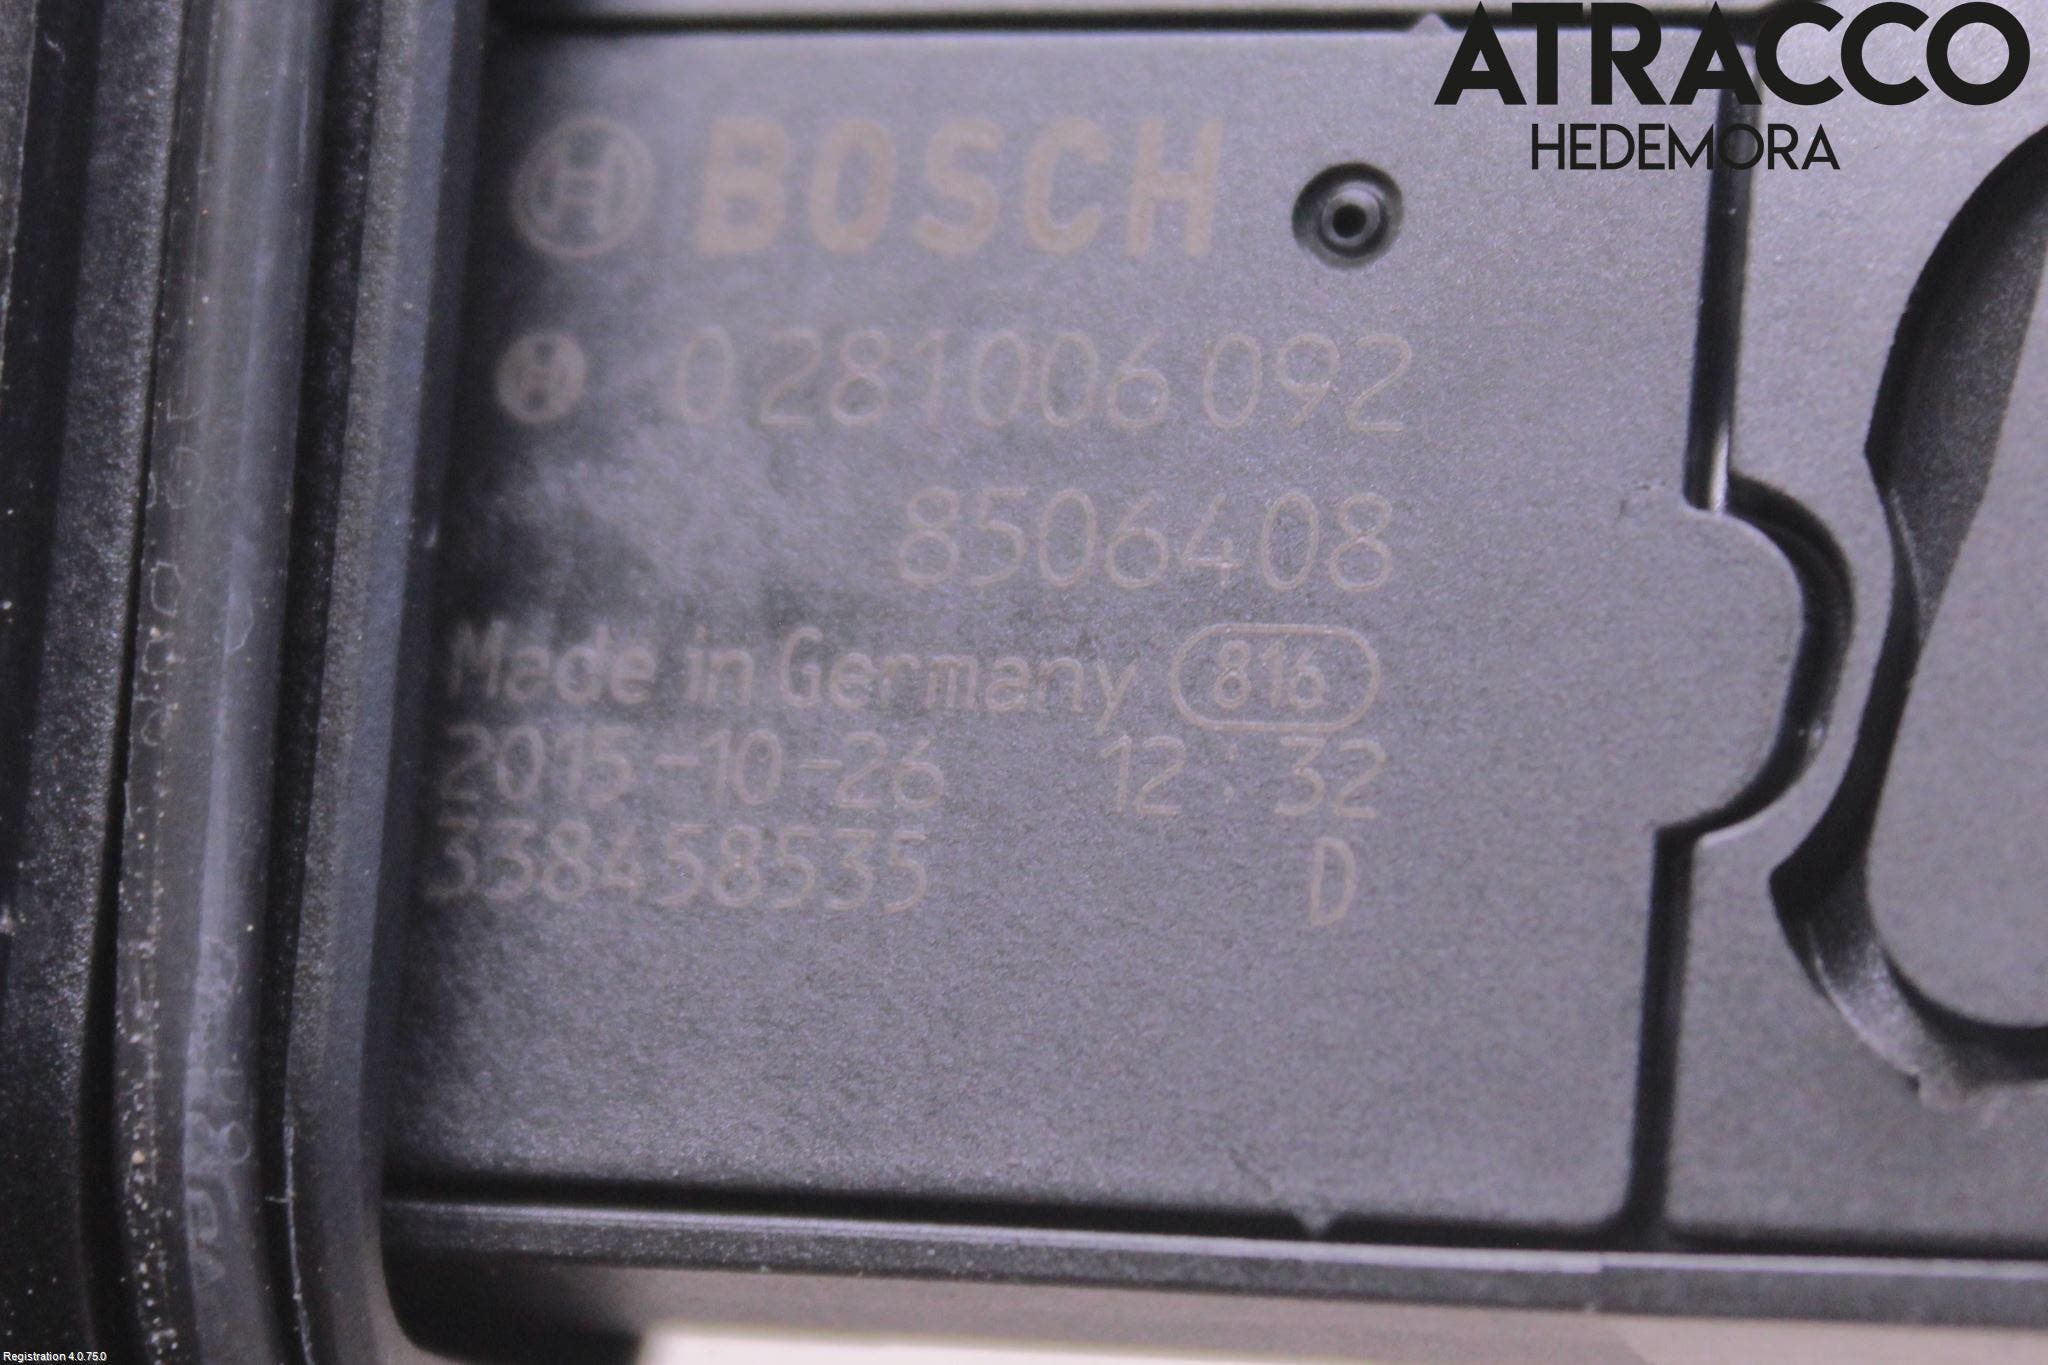 ATRACCO
HEDEMORA
BOSCH
0281006092
8506408
Made in Germany 816
2015-10-26 12:32
338458535 D
Registration 4.0.75.0